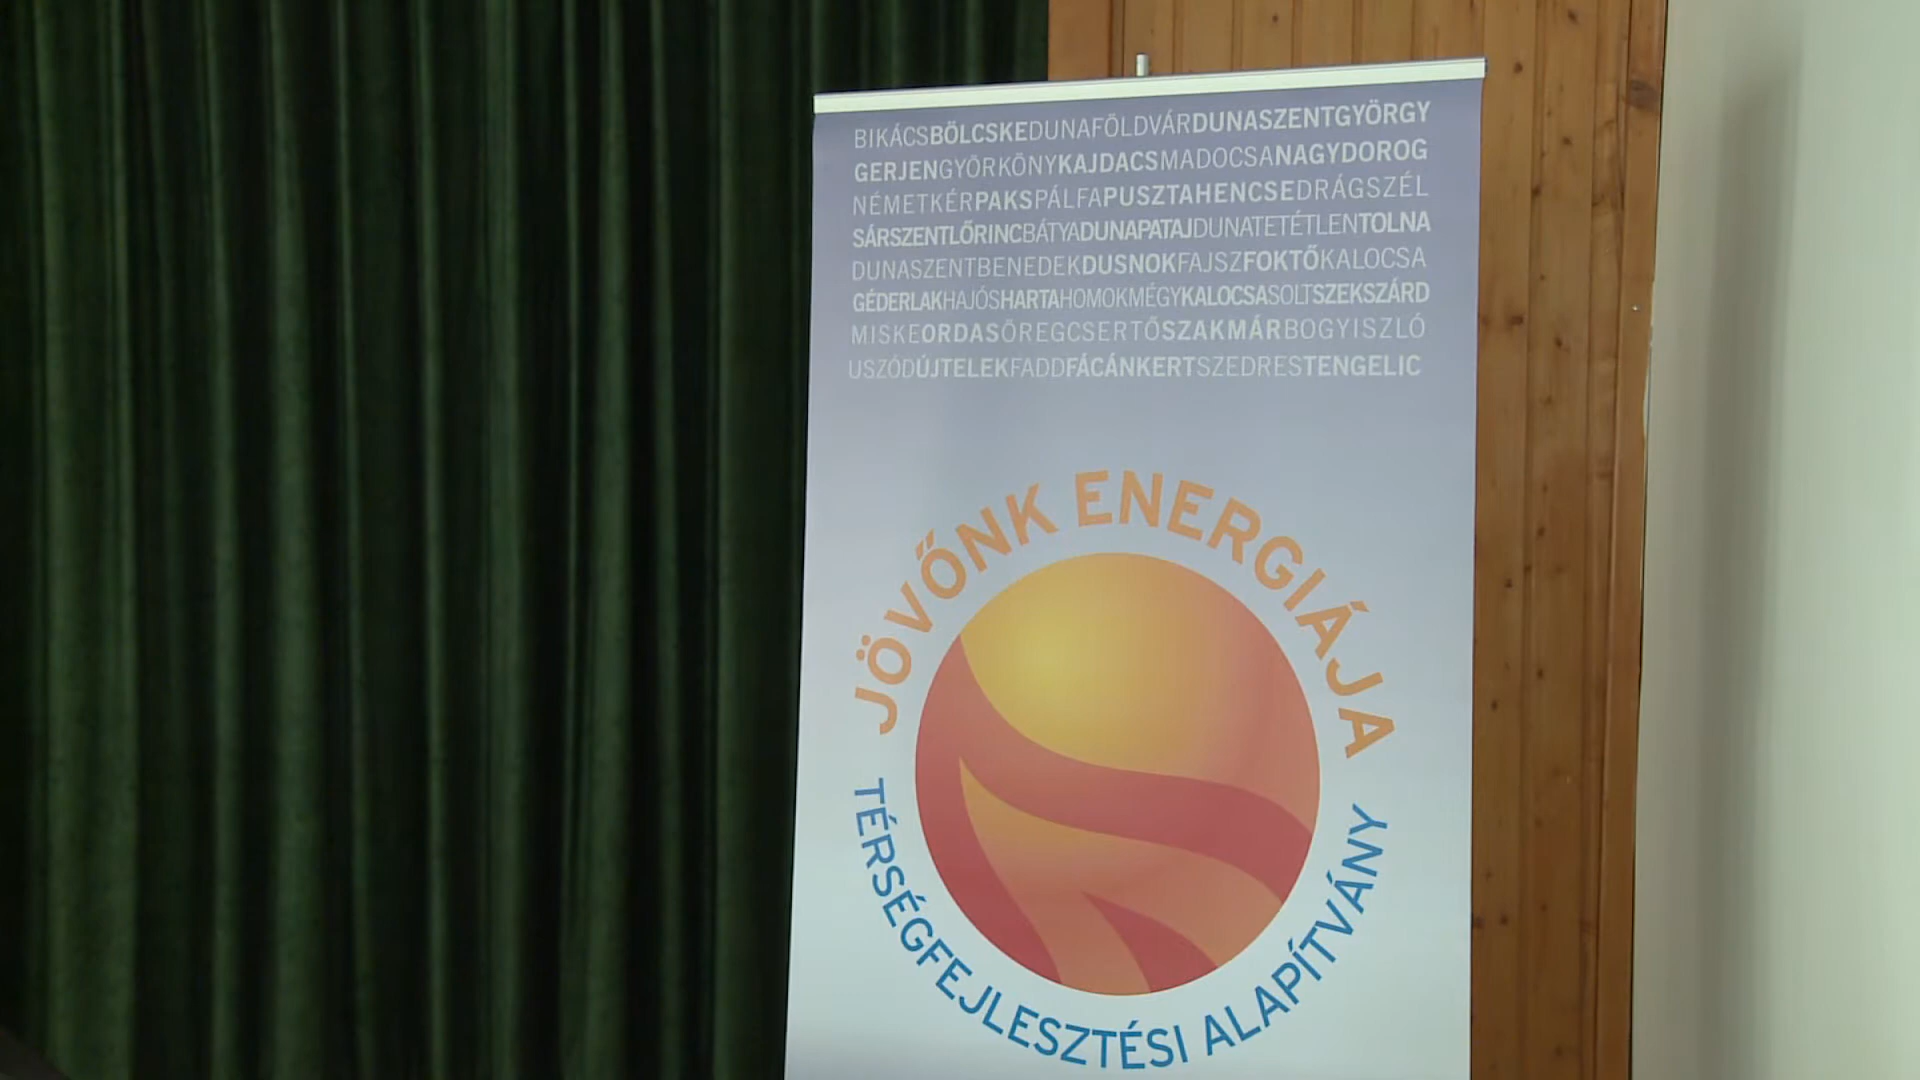 BIKÁCSBÖLCSKEDUNAFÖLDVÁRDUNASZENTGYÖRGY
GERJENGYÖRKÖNYKAJDACSMADOCSANAGYDOROG
NÉMETKÉRPAKSPÁLFAPUSZTAHENCSEDRÁGSZÉL
SÁRSZENTLŐRINCBÁTYADUNAPATAJDUNATETÉTLENTOLNA
DUNASZENTBENEDEKDUSNOKFAJSZFOKTŐKALOCSA
GÉDERLAKHAJÓSHARTAHOMOKMÉGYKALOCSASOLTSZEKSZÁRD
MISKEORDASÖREGCSERTŐSZAKMÁRBOGYISZLÓ
USZÓDÚJTELEKFADDFÁCÁNKERTSZEDRESTENGELIC
JÖVŐNK ENERGIÁJA
TÉRSÉGFEJLESZTÉSI ALAPÍTVÁNY